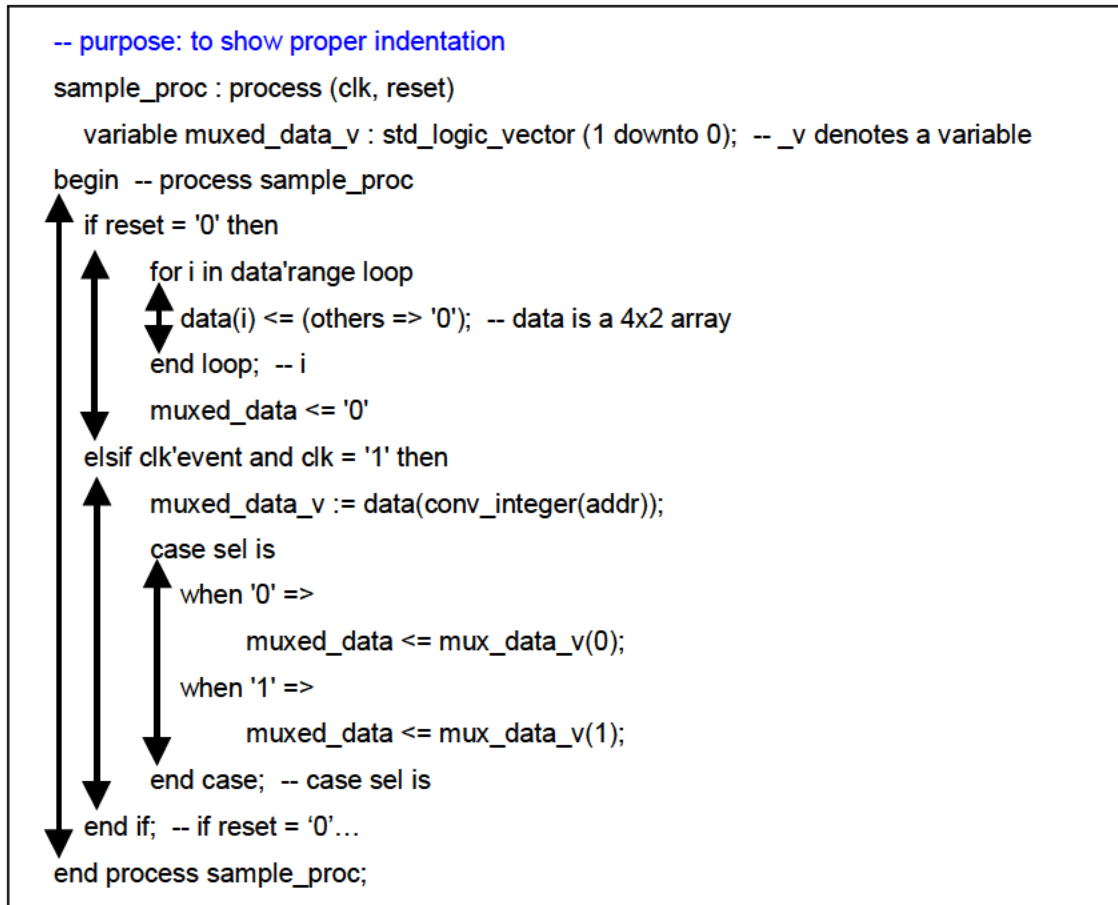 -- purpose: to show proper indentation
sample_proc : process (clk, reset)
variable muxed_data_v : std_logic_vector (1 downto 0); -- _v denotes a variable
begin -- process sample_proc
if reset = '0' then
for i in data'range loop
data(i) <= (others => '0'); -- data is a 4x2 array
end loop; -- i
muxed_data <= '0'
elsif clk'event and clk = '1' then
muxed_data_v := data(conv_integer(addr));
case sel is
when '0' =>
muxed_data <= mux_data_v(0);
when '1' =>
muxed_data <= mux_data_v(1);
end case; -- case sel is
end if; -- if reset = ‘0’…
end process sample_proc;